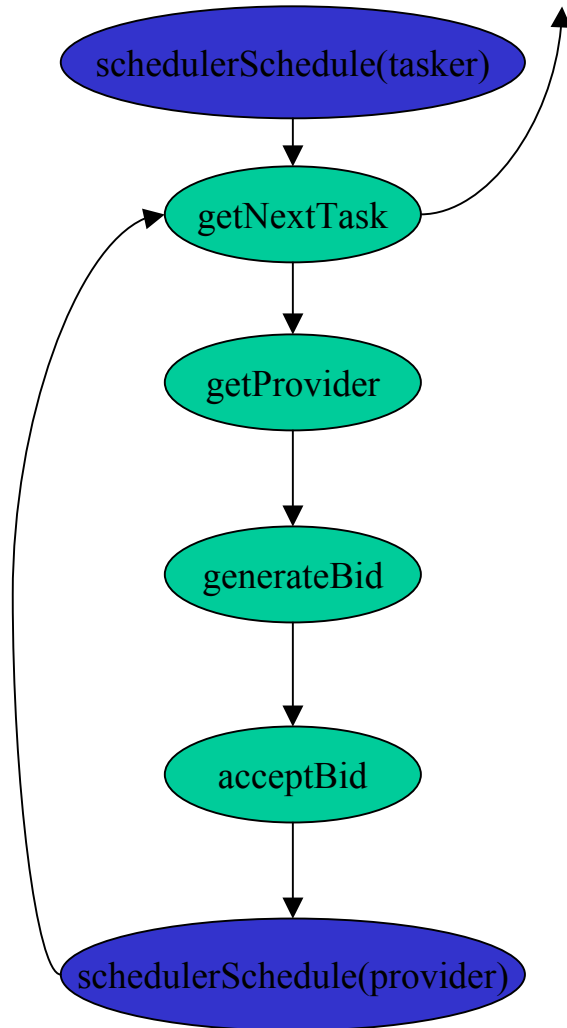 schedulerSchedule(tasker)
getNextTask
getProvider
generateBid
acceptBid
schedulerSchedule(provider)